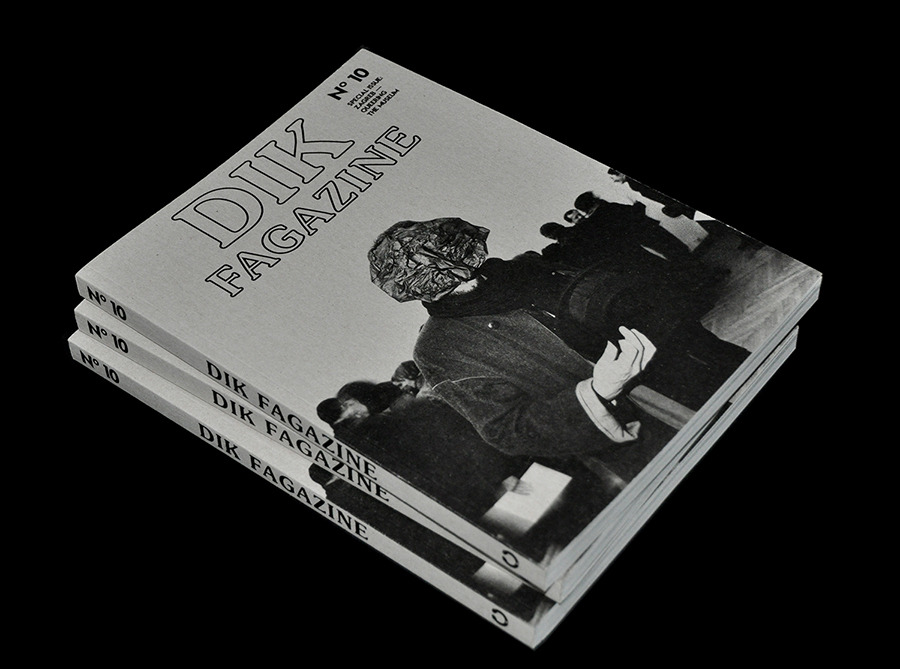 Nº 10
SPECIAL ISSUE:
ZAGREB —
QUEERING
THE MUSEUM
DIK
FAGAZINE
Nº 10
DIK FAGAZINE
Nº 10
DIK FAGAZINE
Nº 10
DIK FAGAZINE